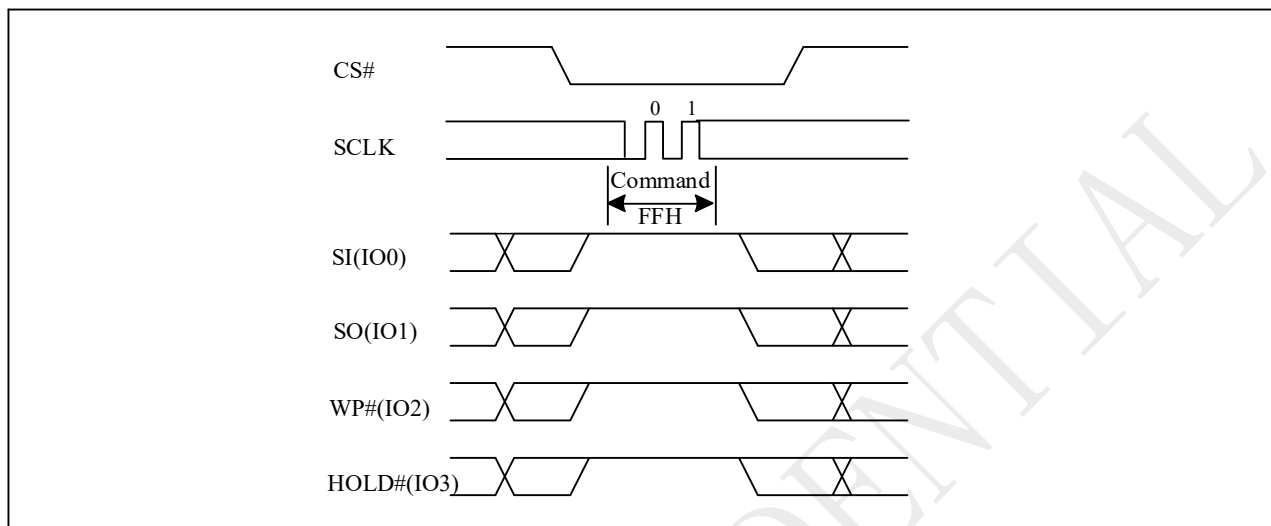 CS#
0 1
SCLK
Command
FFH
SI(IO0)
SO(IO1)
WP#(IO2)
HOLD#(IO3)